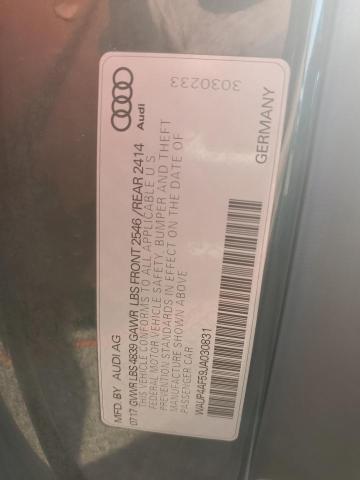 MFD. BY AUDI AG
07.17 GVWR LBS 4839 GAWR LBS FRONT 2546 /REAR 2414
THIS VEHICLE CONFORMS TO ALL APPLICABLE U S
FEDERAL MOTOR VEHICLE SAFETY, BUMPER AND THEFT
PREVENTION STANDARDS IN EFFECT ON THE DATE OF
MANUFACTURE SHOWN ABOVE
WAUP4AF59JA030831
GERMANY
Audi
3030233